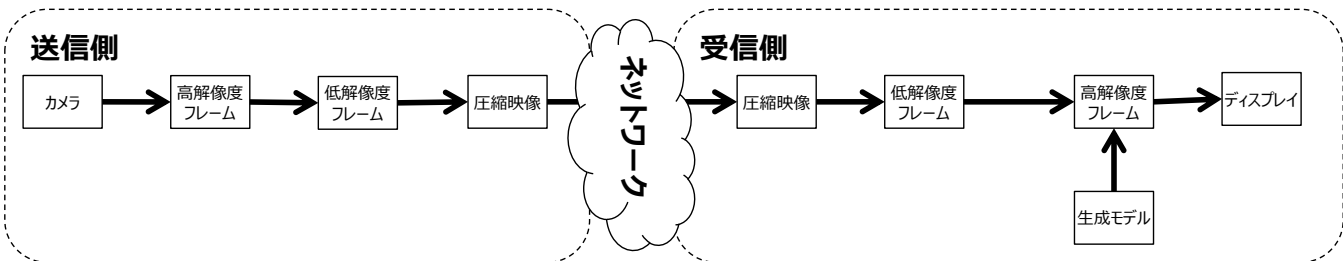 送信側
カメラ
高解像度
フレーム
低解像度
フレーム
圧縮映像
ネットワーク
受信側
圧縮映像
低解像度
フレーム
高解像度
フレーム
ディスプレイ
生成モデル